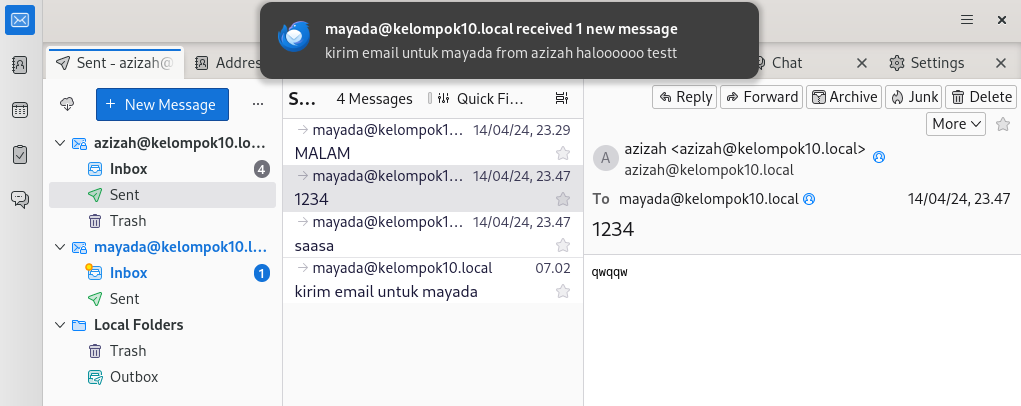 mayada@kelompok10.local received 1 new message
kirim email untuk mayada from azizah haloooooo testt
Sent - azizah@
Addres
Chat
Settings
New Message
azizah@kelompok10.lo...
Inbox 4
Sent
Trash
mayada@kelompok10.l...
Inbox 1
Sent
Local Folders
Trash
Outbox
S... 4 Messages Quick Fi...
mayada@kelompok1... 14/04/24, 23.29
MALAM
mayada@kelompok1... 14/04/24, 23.47
1234
mayada@kelompok1... 14/04/24, 23.47
saasa
mayada@kelompok10.local 07.02
kirim email untuk mayada
Reply Forward Archive Junk Delete
More
A
azizah <azizah@kelompok10.local>
azizah@kelompok10.local
To mayada@kelompok10.local 14/04/24, 23.47
1234
qwqqw